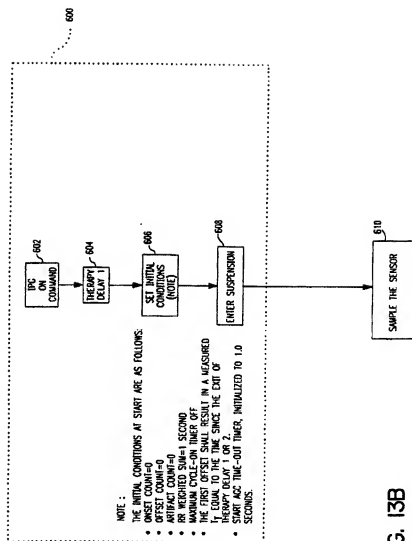 600
602
IPG
ON
COMMAND
604
THERAPY
DELAY 1
606
SET INITIAL
CONDITIONS
(NOTE)
608
ENTER SUSPENSION
610
SAMPLE THE SENSOR
NOTE :
THE INITIAL CONDITIONS AT START ARE AS FOLLOWS:
• ONSET COUNT=0
• OFFSET COUNT=0
• ARTIFACT COUNT=0
• RR WEIGHTED SUM=1 SECOND
• MAXIMUM CYCLE-ON TIMER OFF
• THE FIRST OFFSET SHALL RESULT IN A MEASURED
TE EQUAL TO THE TIME SINCE THE EXIT OF
THERAPY DELAY 1 OR 2.
• START AGC TIME-OUT TIMER, INITIALIZED TO 1.0
SECONDS.
G. 13B